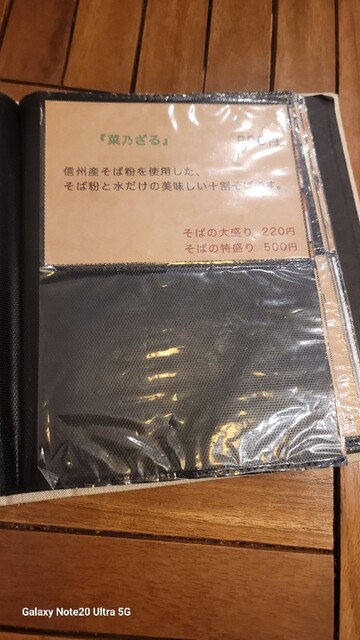 『菜乃ざる』
信州産そば粉を使用した、
そば粉と水だけの美味しい十割そばです。
そばの大盛り 220円
そばの特盛り 500円
Galaxy Note20 Ultra 5G